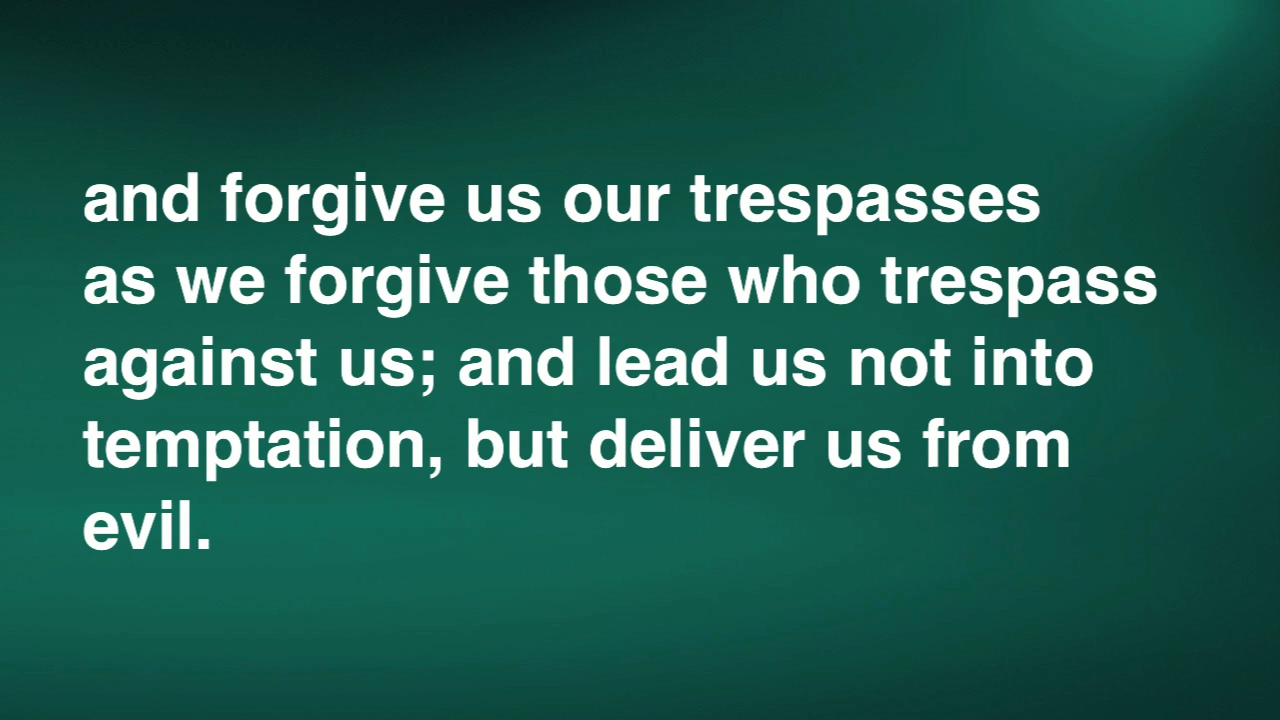 and forgive us our trespasses
as we forgive those who trespass
against us; and lead us not into
temptation, but deliver us from
evil.